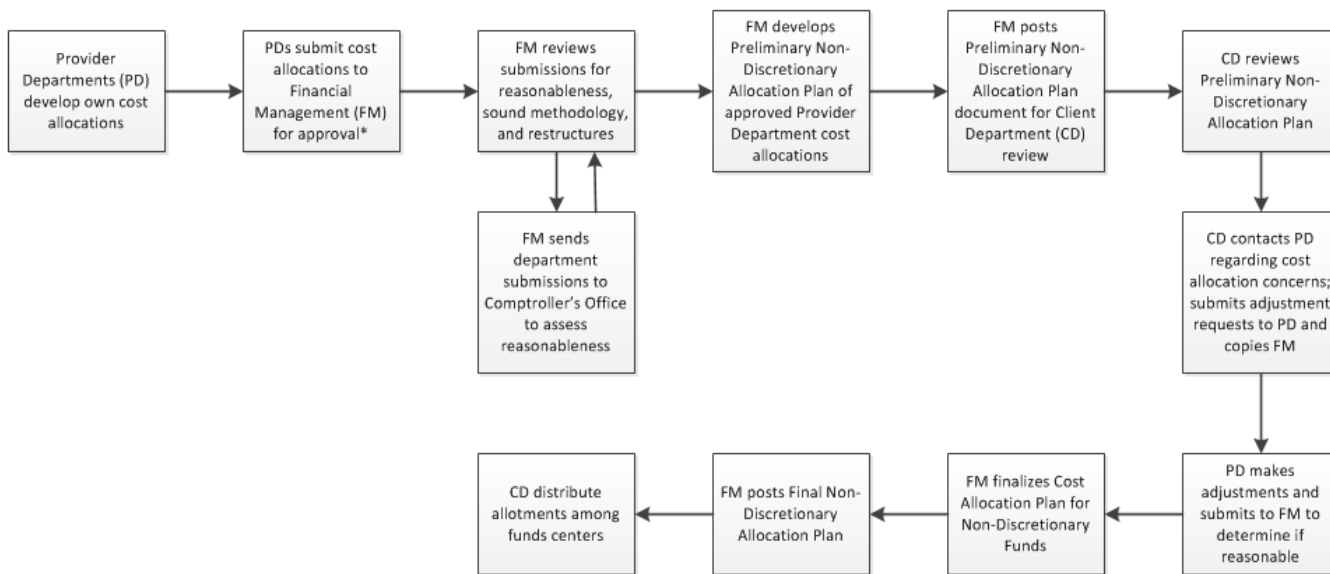 Provider
Departments (PD)
develop own cost
allocations
PDs submit cost
allocations to
Financial
Management (FM)
for approval*
FM reviews
submissions for
reasonableness,
sound methodology,
and restructures
FM develops
Preliminary Non-
Discretionary
Allocation Plan of
approved Provider
Department cost
allocations
FM posts
Preliminary Non-
Discretionary
Allocation Plan
document for Client
Department (CD)
review
CD reviews
Preliminary Non-
Discretionary
Allocation Plan
FM sends
department
submissions to
Comptroller's Office
to assess
reasonableness
CD contacts PD
regarding cost
allocation concerns;
submits adjustment
requests to PD and
copies FM
PD makes
adjustments and
submits to FM to
determine if
reasonable
FM finalizes Cost
Allocation Plan for
Non-Discretionary
Funds
FM posts Final Non-
Discretionary
Allocation Plan
CD distribute
allotments among
funds centers